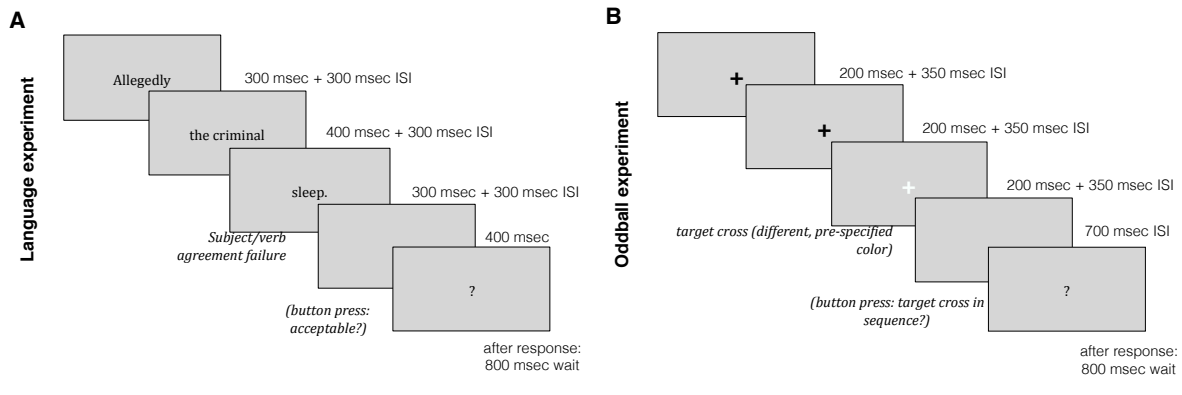 A
Language experiment
Allegedly
300 msec + 300 msec ISI
the criminal
400 msec + 300 msec ISI
sleep.
300 msec + 300 msec ISI
Subject/verb
agreement failure
400 msec
(button press:
acceptable?)
?
after response:
800 msec wait
B
Oddball experiment
+
200 msec + 350 msec ISI
+
200 msec + 350 msec ISI
+
200 msec + 350 msec ISI
target cross (different, pre-specified
color)
700 msec ISI
(button press: target cross in
sequence?)
?
after response:
800 msec wait